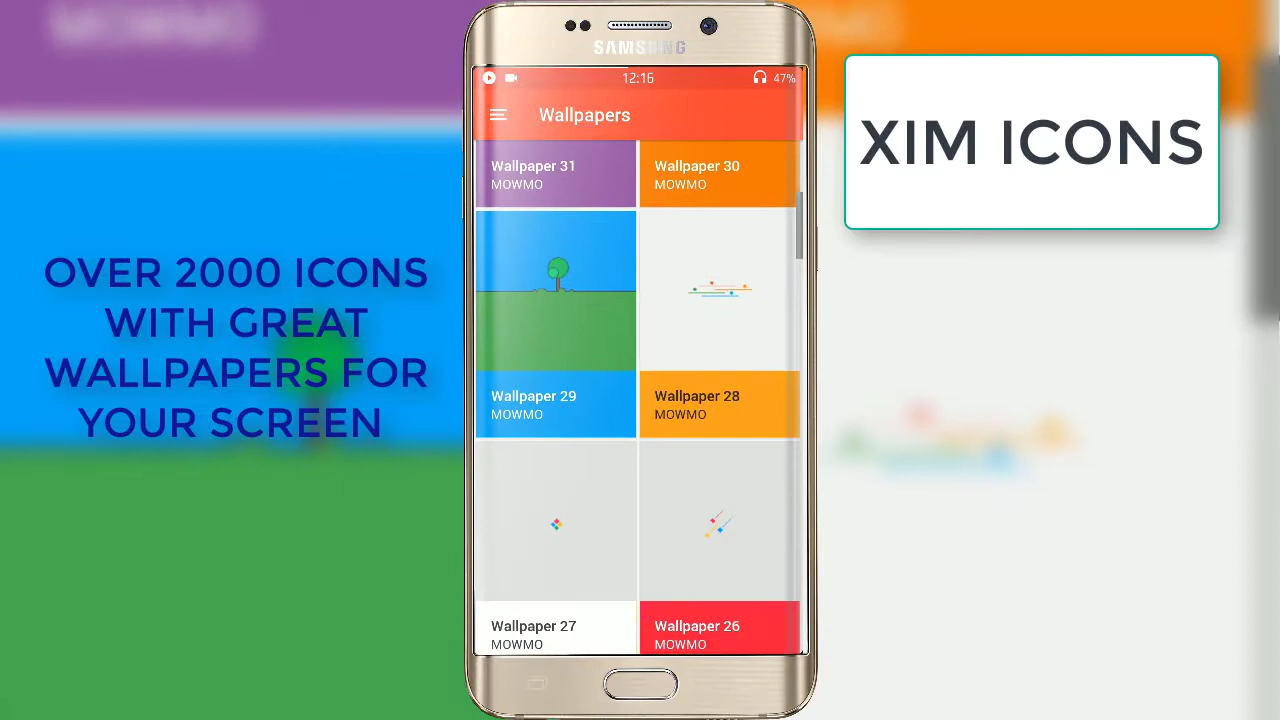 MOWMO
SAMSUNG
12:16
47%
Wallpapers
XIM ICONS
Wallpaper 31
MOWMO
Wallpaper 30
MOWMO
OVER 2000 ICONS
WITH GREAT
WALLPAPERS FOR
YOUR SCREEN
Wallpaper 29
MOWMO
Wallpaper 28
MOWMO
Wallpaper 27
MOWMO
Wallpaper 26
MOWMO